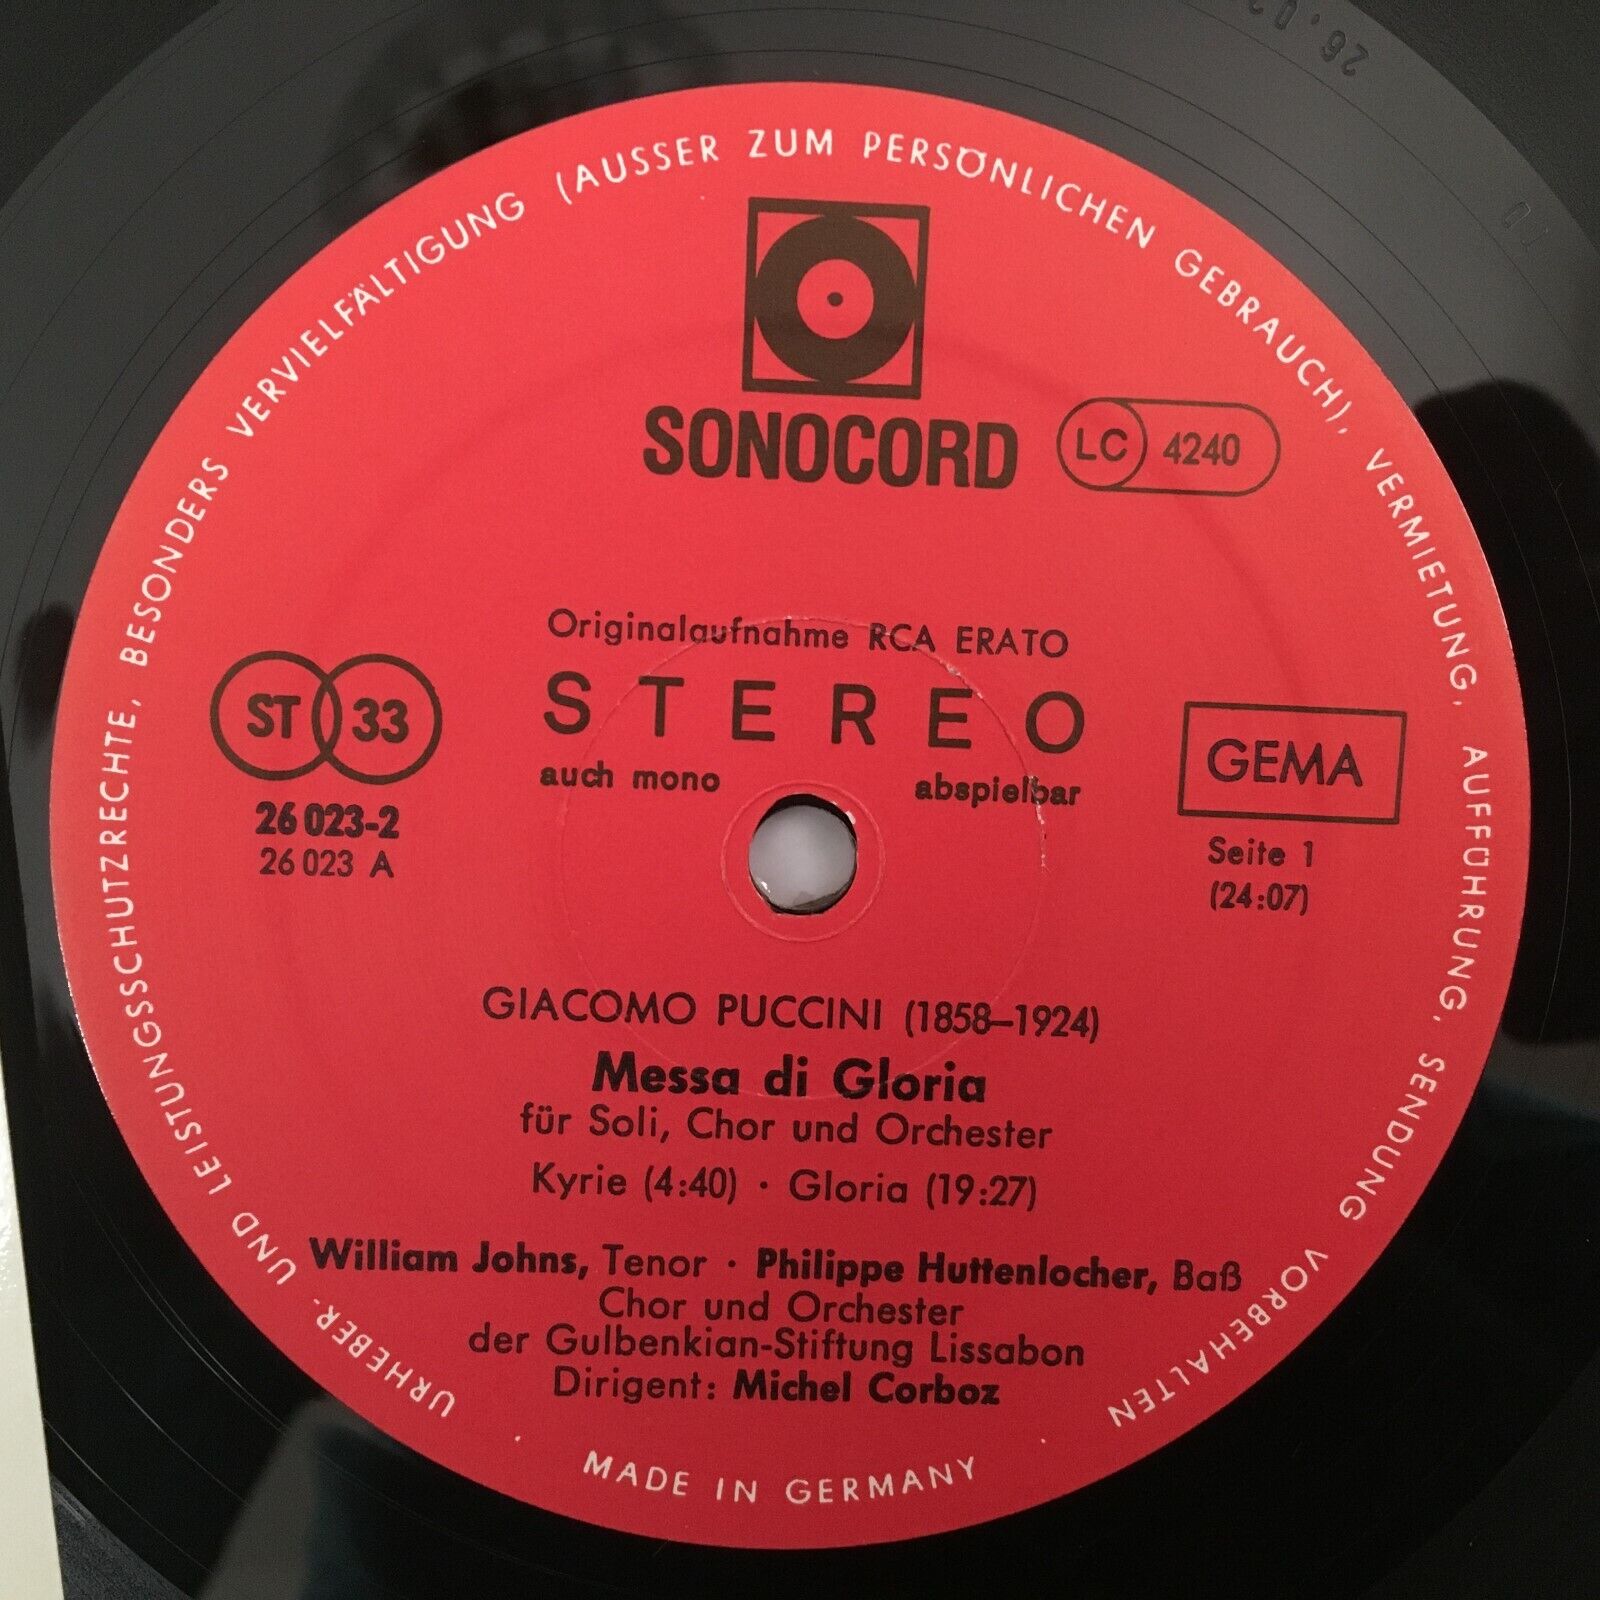 URHEBER- UND LEISTUNGSSCHUTZRECHTE, BESONDERS VERVIELFÄLTIGUNG (AUSSER ZUM PERSÖNLICHEN GEBRAUCH), VERMIETUNG, AUFFÜHRUNG, SENDUNG VORBEHALTEN
SONOCORD
LC 4240
Originalaufnahme RCA ERATO
STEREO
auch mono abspielbar
ST 33
26 023-2
26 023 A
GEMA
Seite 1
(24:07)
GIACOMO PUCCINI (1858–1924)
Messa di Gloria
für Soli, Chor und Orchester
Kyrie (4:40) · Gloria (19:27)
William Johns, Tenor · Philippe Huttenlocher, Baß
Chor und Orchester
der Gulbenkian-Stiftung Lissabon
Dirigent: Michel Corboz
· MADE IN GERMANY ·